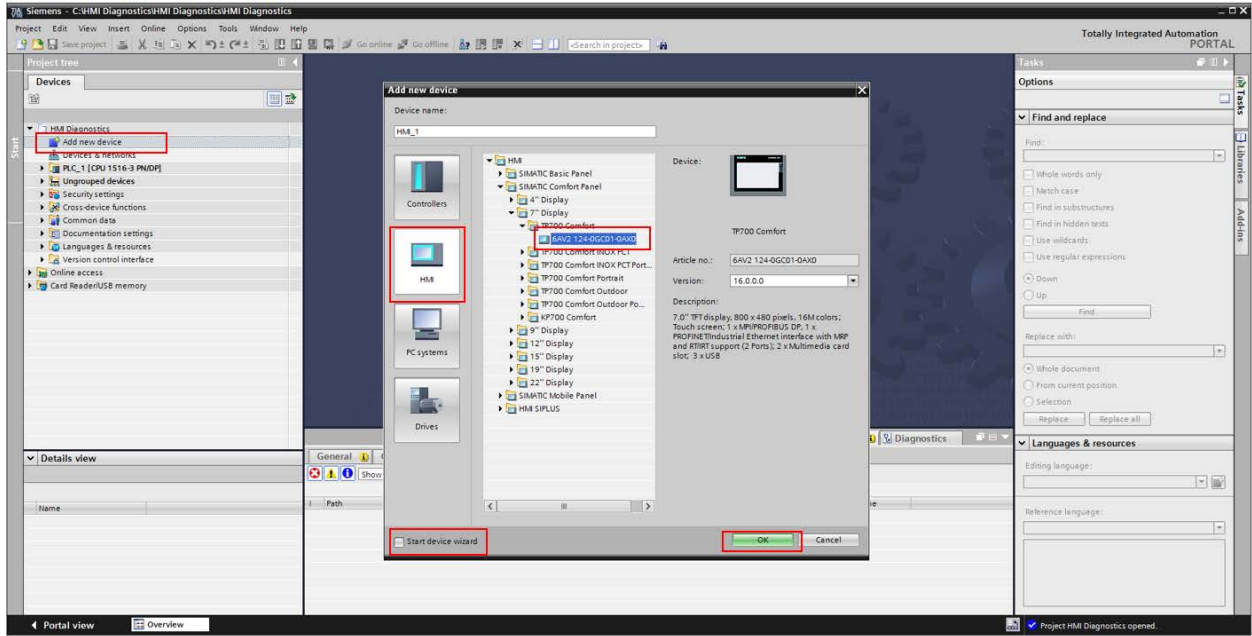 Siemens - C:\HMI Diagnostics\HMI Diagnostics\HMI Diagnostics
Project Edit View Insert Online Options Tools Window Help
Save project Go online Go offline <Search in project>
Totally Integrated Automation
PORTAL
Project tree
Devices
Start
HMI Diagnostics
Add new device
Devices & networks
PLC_1 [CPU 1516-3 PN/DP]
Ungrouped devices
Security settings
Cross-device functions
Common data
Documentation settings
Languages & resources
Version control interface
Online access
Card Reader/USB memory
Details view
Name
Add new device
Device name:
HMI_1
Controllers
HMI
PC systems
Drives
HMI
SIMATIC Basic Panel
SIMATIC Comfort Panel
4" Display
7" Display
TP700 Comfort
6AV2 124-0GC01-0AX0
TP700 Comfort INOX PCT
TP700 Comfort INOX PCT Port...
TP700 Comfort Portrait
TP700 Comfort Outdoor
TP700 Comfort Outdoor Po...
KP700 Comfort
9" Display
12" Display
15" Display
19" Display
22" Display
SIMATIC Mobile Panel
HMI SIPLUS
Device:
TP700 Comfort
Article no.: 6AV2 124-0GC01-0AX0
Version: 16.0.0.0
Description:
7.0" TFT display, 800 x 480 pixels, 16M colors;
Touch screen; 1 x MPI/PROFIBUS DP, 1 x
PROFINET/Industrial Ethernet interface with MRP
and RT/IRT support (2 Ports); 2 x Multimedia card
slot; 3 x USB
Start device wizard
OK Cancel
General
Diagnostics
Show
! Path
Tasks
Options
Find and replace
Find:
Whole words only
Match case
Find in substructures
Find in hidden texts
Use wildcards
Use regular expressions
Down
Up
Find
Replace with:
Whole document
From current position
Selection
Replace Replace all
Languages & resources
Editing language:
Reference language:
Tasks
Libraries
Add-ins
Portal view Overview
Project HMI Diagnostics opened.